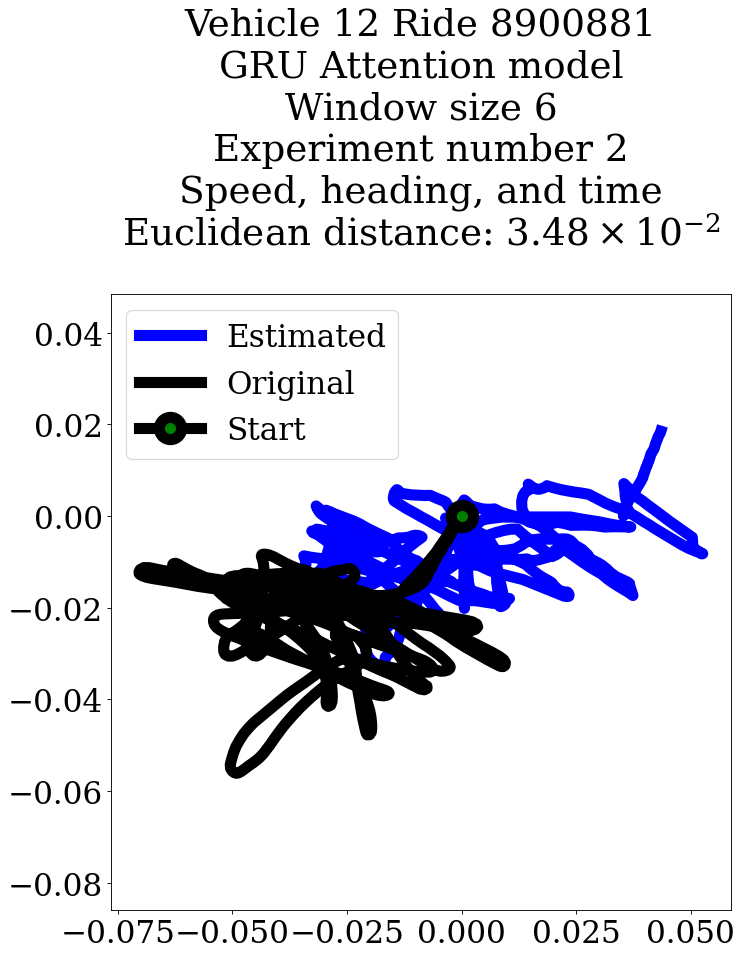 Vehicle 12 Ride 8900881
GRU Attention model
Window size 6
Experiment number 2
Speed, heading, and time
Euclidean distance: 3.48 × 10⁻²
Estimated
Original
Start
0.04
0.02
0.00
−0.02
−0.04
−0.06
−0.08
−0.075 −0.050 −0.025 0.000 0.025 0.050